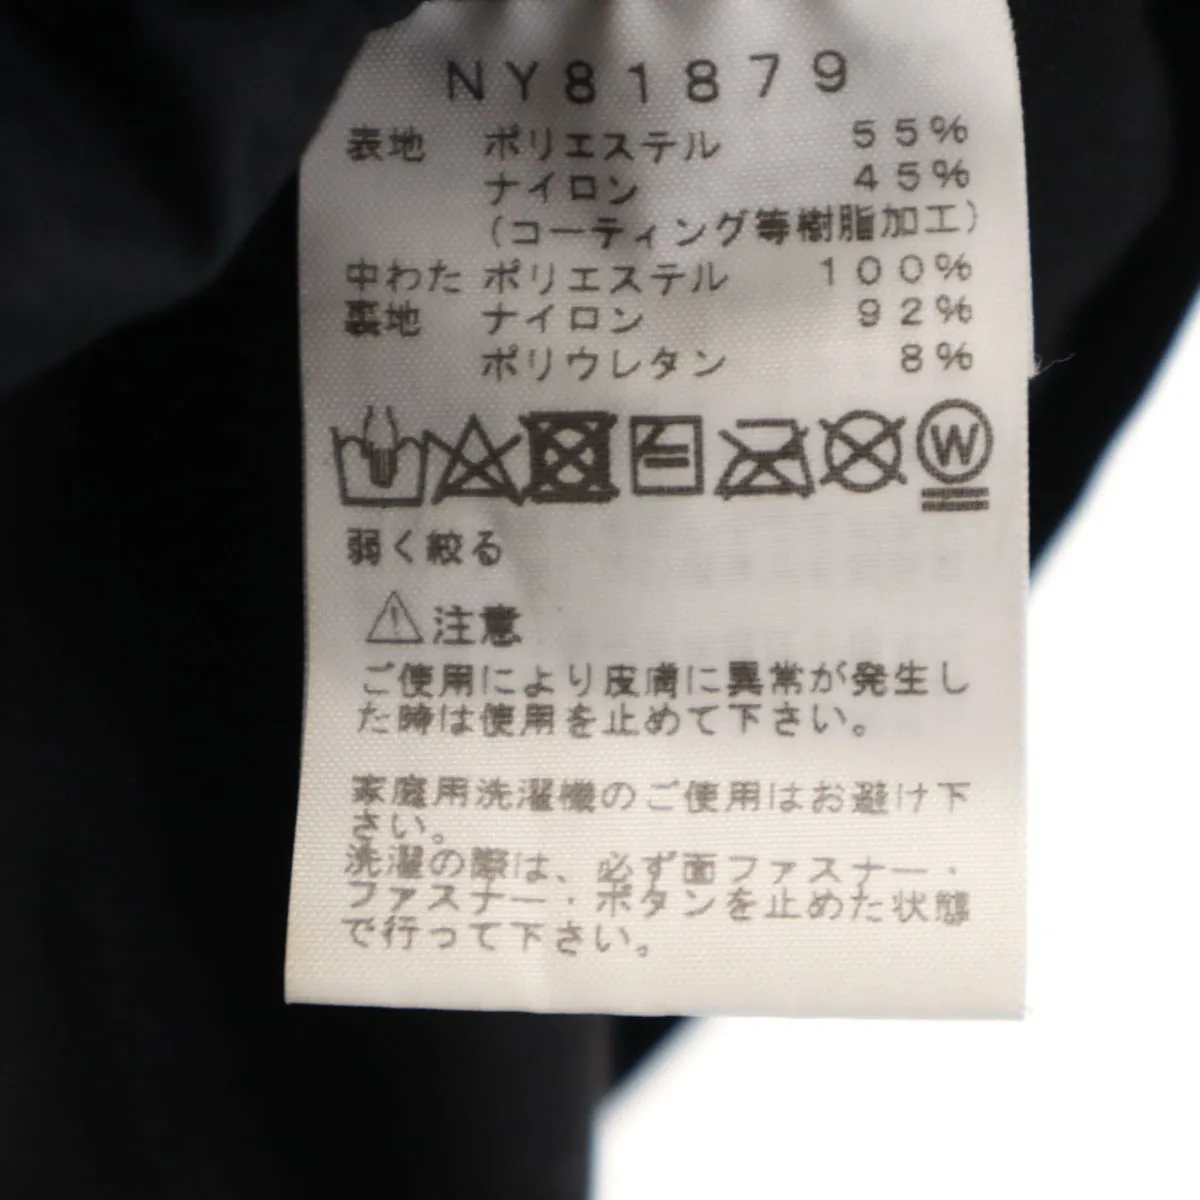 NY81879
表地 ポリエステル 55%
ナイロン 45%
(コーティング等樹脂加工)
中わた ポリエステル 100%
裏地 ナイロン 92%
ポリウレタン 8%
W
弱く絞る
注意
ご使用により皮膚に異常が発生し
た時は使用を止めて下さい。
家庭用洗濯機のご使用はお避け下
さい。
洗濯の際は、必ず面ファスナー・
ファスナー・ボタンを止めた状態
で行って下さい。